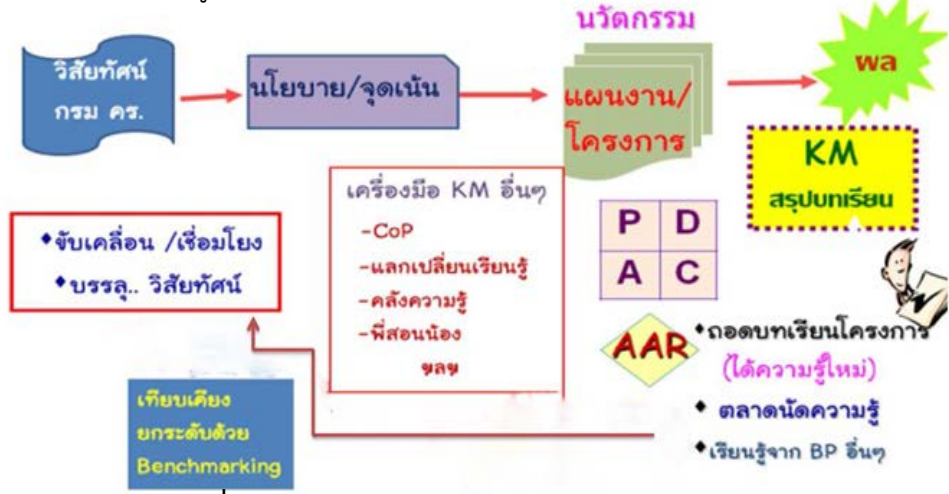 นวัตกรรม
วิสัยทัศน์
กรม คร.
นโยบาย/จุดเน้น
แผนงาน/
โครงการ
ผล
KM
สรุปบทเรียน
เครื่องมือ KM อื่นๆ
-CoP
-แลกเปลี่ยนเรียนรู้
-คลังความรู้
-พี่สอนน้อง
ฯลฯ
P D
A C
◆ขับเคลื่อน /เชื่อมโยง
◆บรรลุ.. วิสัยทัศน์
AAR
◆ถอดบทเรียนโครงการ
(ได้ความรู้ใหม่)
◆ ตลาดนัดความรู้
◆เรียนรู้จาก BP อื่นๆ
เทียบเคียง
ยกระดับด้วย
Benchmarking